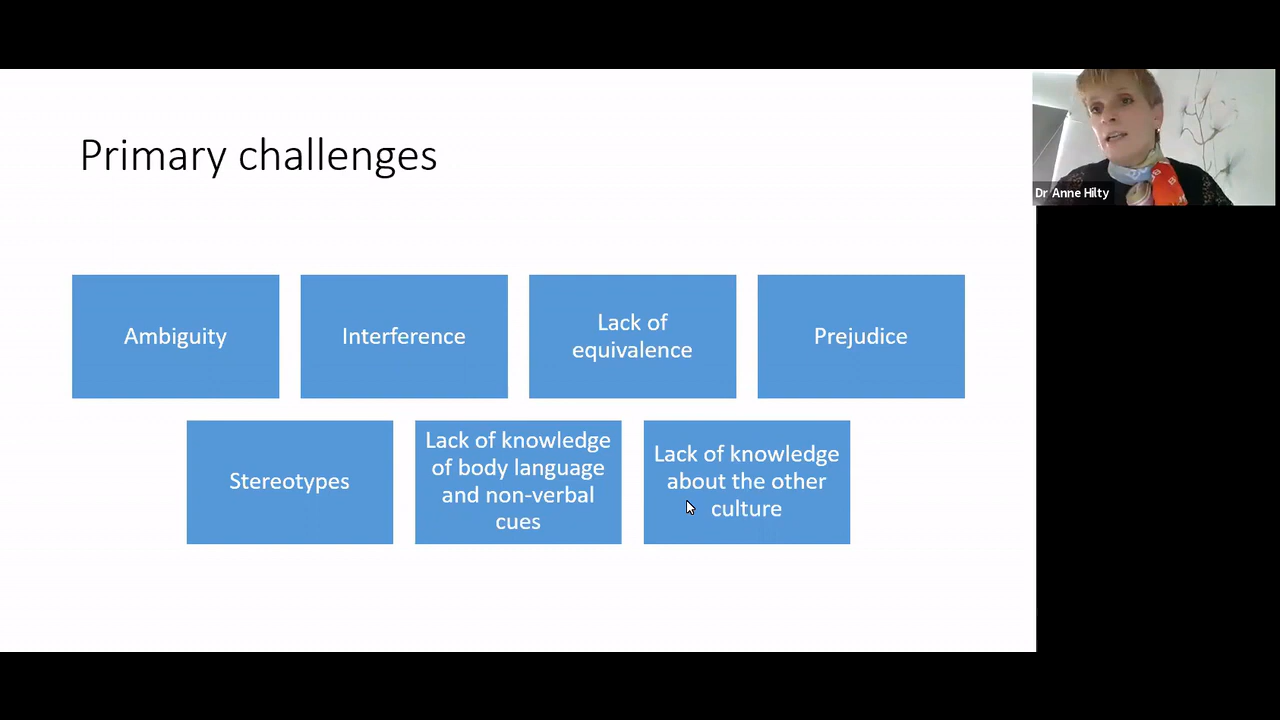 Primary challenges
Dr Anne Hilty
Ambiguity
Interference
Lack of
equivalence
Prejudice
Stereotypes
Lack of knowledge
of body language
and non-verbal
cues
Lack of knowledge
about the other
culture